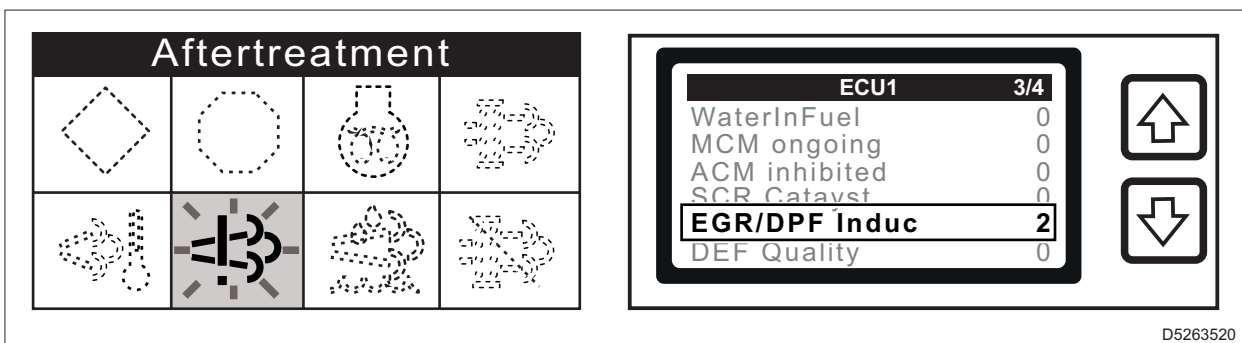 Aftertreatment
ECU1 3/4
WaterInFuel 0
MCM ongoing 0
ACM inhibited 0
SCR Catayst 0
EGR/DPF Induc 2
DEF Quality 0
D5263520